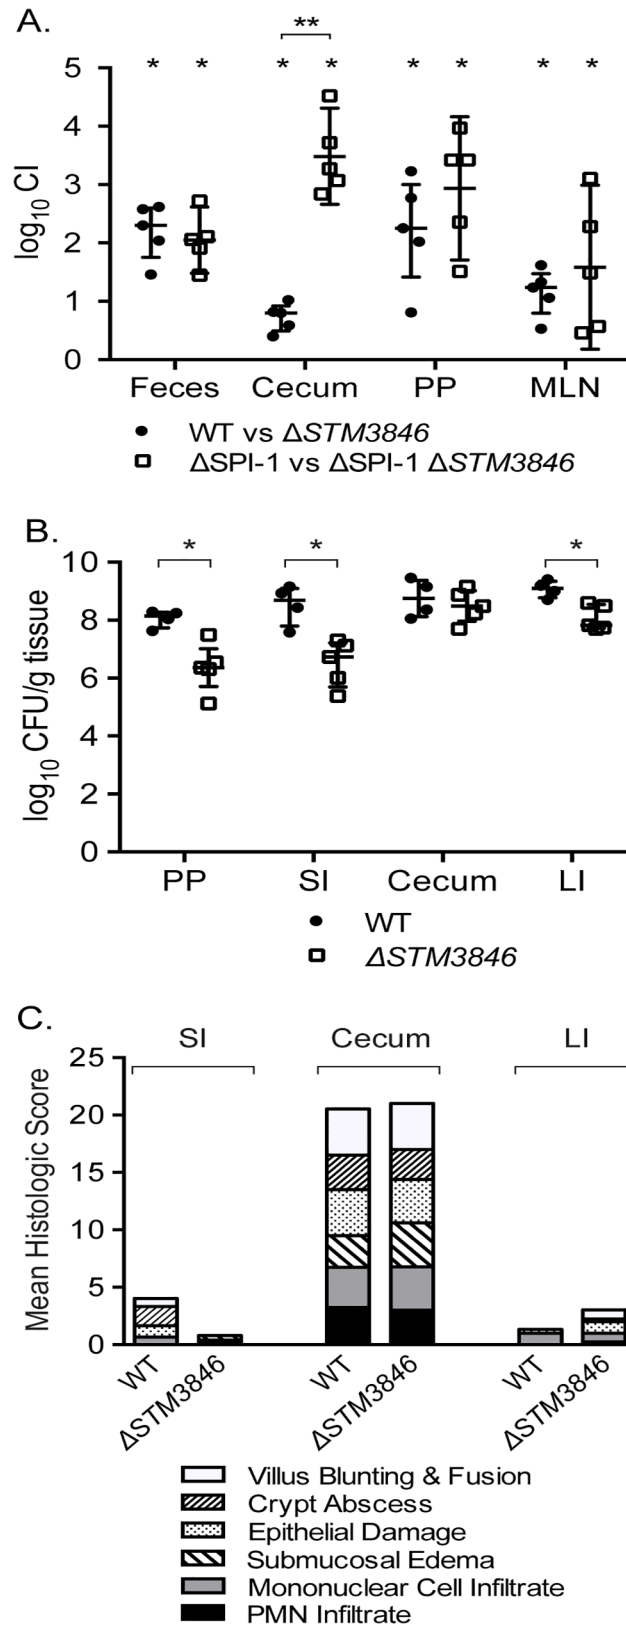 A.
**
* * * * * * * *
5
4
3
2
1
0
log10 CI
Feces Cecum PP MLN
WT vs ΔSTM3846
ΔSPI-1 vs ΔSPI-1 ΔSTM3846
B.
* * *
10
8
6
4
2
0
log10 CFU/g tissue
PP SI Cecum LI
WT
ΔSTM3846
C.
SI Cecum LI
25
20
15
10
5
0
Mean Histologic Score
WT ΔSTM3846 WT ΔSTM3846 WT ΔSTM3846
Villus Blunting & Fusion
Crypt Abscess
Epithelial Damage
Submucosal Edema
Mononuclear Cell Infiltrate
PMN Infiltrate